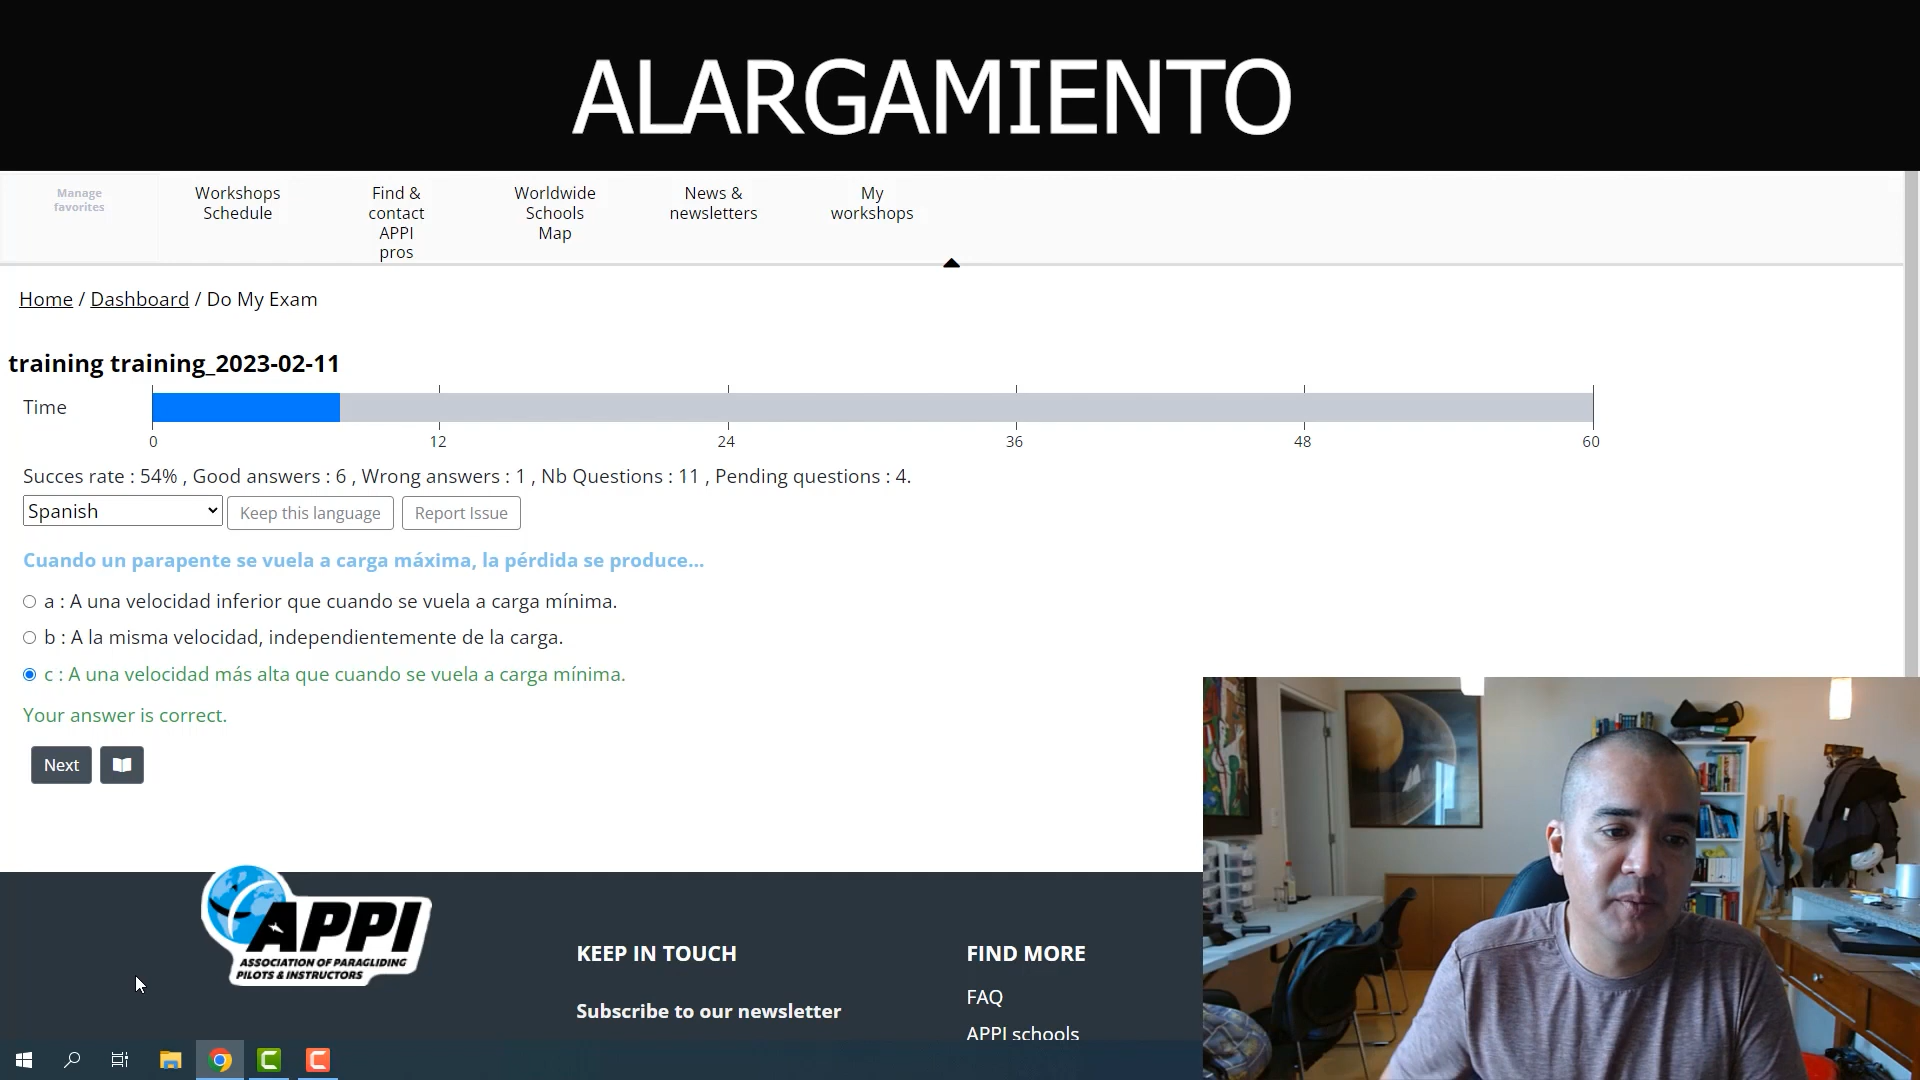 ALARGAMIENTO
Manage
favorites
Workshops
Schedule
Find &
contact
APPI
pros
Worldwide
Schools
Map
News &
newsletters
My
workshops
Home / Dashboard / Do My Exam
training training_2023-02-11
Time
0 12 24 36 48 60
Succes rate : 54% , Good answers : 6 , Wrong answers : 1 , Nb Questions : 11 , Pending questions : 4.
Spanish
Keep this language
Report Issue
Cuando un parapente se vuela a carga máxima, la pérdida se produce...
a : A una velocidad inferior que cuando se vuela a carga mínima.
b : A la misma velocidad, independientemente de la carga.
c : A una velocidad más alta que cuando se vuela a carga mínima.
Your answer is correct.
Next
APPI
ASSOCIATION OF PARAGLIDING
PILOTS & INSTRUCTORS
KEEP IN TOUCH
Subscribe to our newsletter
FIND MORE
FAQ
APPI schools